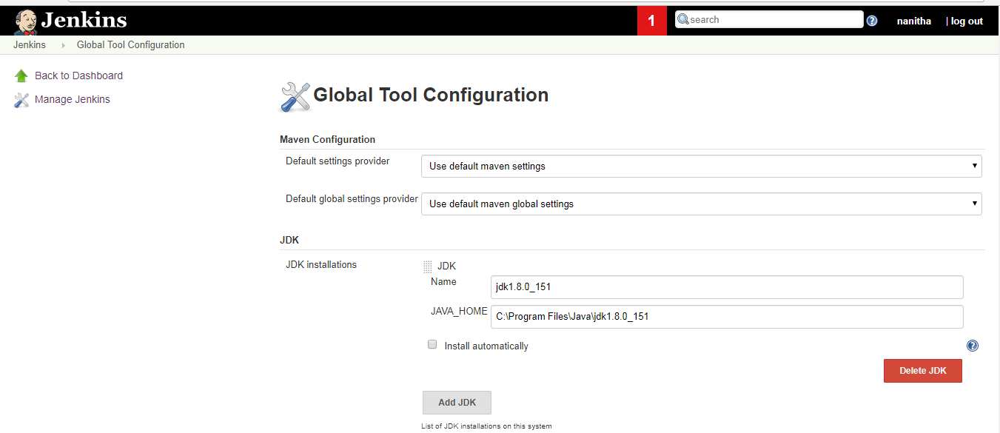 Jenkins
1
search
nanitha
| log out
Jenkins
Global Tool Configuration
Back to Dashboard
Manage Jenkins
Global Tool Configuration
Maven Configuration
Default settings provider
Use default maven settings
Default global settings provider
Use default maven global settings
JDK
JDK installations
JDK
Name
jdk1.8.0_151
JAVA_HOME
C:\Program Files\Java\jdk1.8.0_151
Install automatically
Delete JDK
Add JDK
List of JDK installations on this system